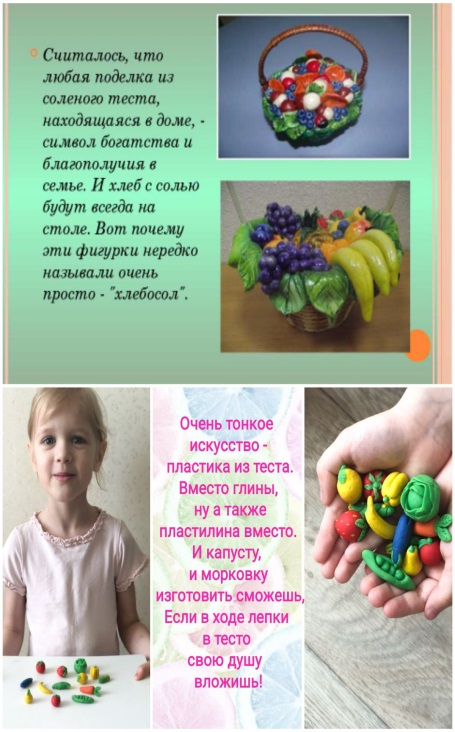 Считалось, что
любая поделка из
соленого теста,
находящаяся в доме, -
символ богатства и
благополучия в
семье. И хлеб с солью
будут всегда на
столе. Вот почему
эти фигурки нередко
называли очень
просто - "хлебосол".
Очень тонкое
искусство -
пластика из теста.
Вместо глины,
ну а также
пластилина вместо.
И капусту,
и морковку
изготовить сможешь,
Если в ходе лепки
в тесто
свою душу
вложишь!